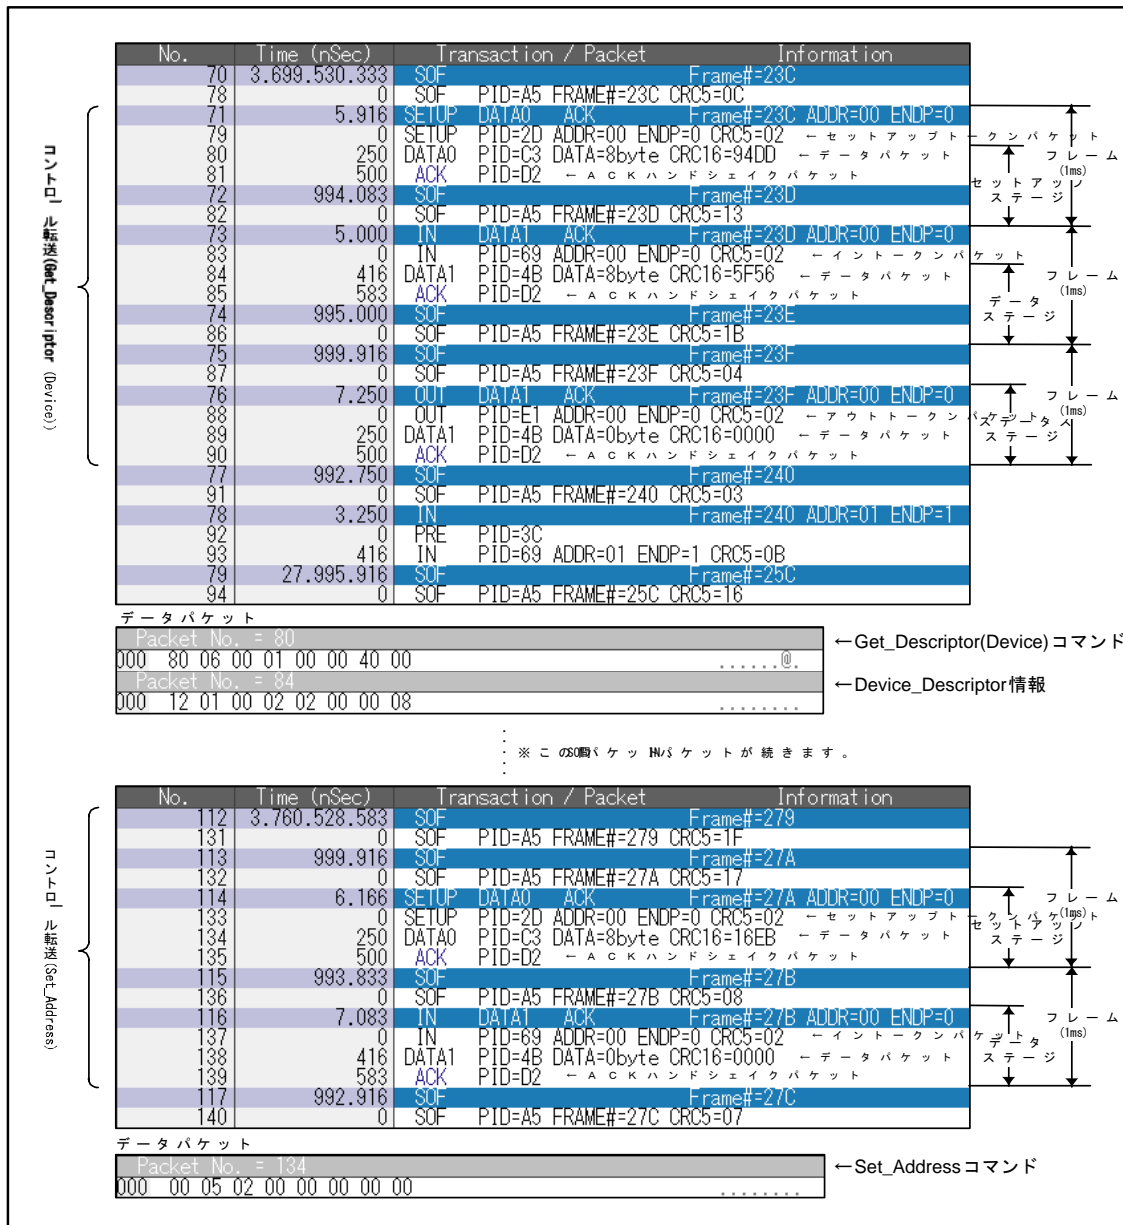 No. Time (nSec) Transaction / Packet Information
70 3.699.530.333 SOF Frame#=23C
78 0 SOF PID=A5 FRAME#=23C CRC5=0C
71 5.916 SETUP DATA0 ACK Frame#=23C ADDR=00 ENDP=0
79 0 SETUP PID=2D ADDR=00 ENDP=0 CRC5=02 ←セットアップトークンパケット
80 250 DATA0 PID=C3 DATA=8byte CRC16=94DD ←データパケット
81 500 ACK PID=D2 ←ACKハンドシェイクパケット
72 994.083 SOF Frame#=23D
82 0 SOF PID=A5 FRAME#=23D CRC5=13
73 5.000 IN DATA1 ACK Frame#=23D ADDR=00 ENDP=0
83 0 IN PID=69 ADDR=00 ENDP=0 CRC5=02 ←イントークンパケット
84 416 DATA1 PID=4B DATA=8byte CRC16=5F56 ←データパケット
85 583 ACK PID=D2 ←ACKハンドシェイクパケット
74 995.000 SOF Frame#=23E
86 0 SOF PID=A5 FRAME#=23E CRC5=1B
75 999.916 SOF Frame#=23F
87 0 SOF PID=A5 FRAME#=23F CRC5=04
76 7.250 OUT DATA1 ACK Frame#=23F ADDR=00 ENDP=0
88 0 OUT PID=E1 ADDR=00 ENDP=0 CRC5=02 ←アウトトークンパケット
89 250 DATA1 PID=4B DATA=0byte CRC16=0000 ←データパケット
90 500 ACK PID=D2 ←ACKハンドシェイクパケット
77 992.750 SOF Frame#=240
91 0 SOF PID=A5 FRAME#=240 CRC5=03
78 3.250 IN Frame#=240 ADDR=01 ENDP=1
92 0 PRE PID=3C
93 416 IN PID=69 ADDR=01 ENDP=1 CRC5=0B
79 27.995.916 SOF Frame#=25C
94 0 SOF PID=A5 FRAME#=25C CRC5=16
コントロール転送(Get_Descriptor (Device))
フレーム
(1ms)
セットアップ
ステージ
フレーム
(1ms)
データ
ステージ
フレーム
(1ms)
ステータス
ステージ
データパケット
Packet No. = 80
000 80 06 00 01 00 00 40 00 ......@.
←Get_Descriptor(Device)コマンド
Packet No. = 84
000 12 01 00 02 02 00 00 08 ........
←Device_Descriptor情報
※この間SOFパケット、INパケットが続きます。
No. Time (nSec) Transaction / Packet Information
112 3.760.528.583 SOF Frame#=279
131 0 SOF PID=A5 FRAME#=279 CRC5=1F
113 999.916 SOF Frame#=27A
132 0 SOF PID=A5 FRAME#=27A CRC5=17
114 6.166 SETUP DATA0 ACK Frame#=27A ADDR=00 ENDP=0
133 0 SETUP PID=2D ADDR=00 ENDP=0 CRC5=02 ←セットアップトークンパケット
134 250 DATA0 PID=C3 DATA=8byte CRC16=16EB ←データパケット
135 500 ACK PID=D2 ←ACKハンドシェイクパケット
115 993.833 SOF Frame#=27B
136 0 SOF PID=A5 FRAME#=27B CRC5=08
116 7.083 IN DATA1 ACK Frame#=27B ADDR=00 ENDP=0
137 0 IN PID=69 ADDR=00 ENDP=0 CRC5=02 ←イントークンパケット
138 416 DATA1 PID=4B DATA=0byte CRC16=0000 ←データパケット
139 583 ACK PID=D2 ←ACKハンドシェイクパケット
117 992.916 SOF Frame#=27C
140 0 SOF PID=A5 FRAME#=27C CRC5=07
コントロール転送(Set_Address)
フレーム
(1ms)
セットアップ
ステージ
フレーム
(1ms)
データ
ステージ
データパケット
Packet No. = 134
000 00 05 02 00 00 00 00 00 ........
←Set_Addressコマンド